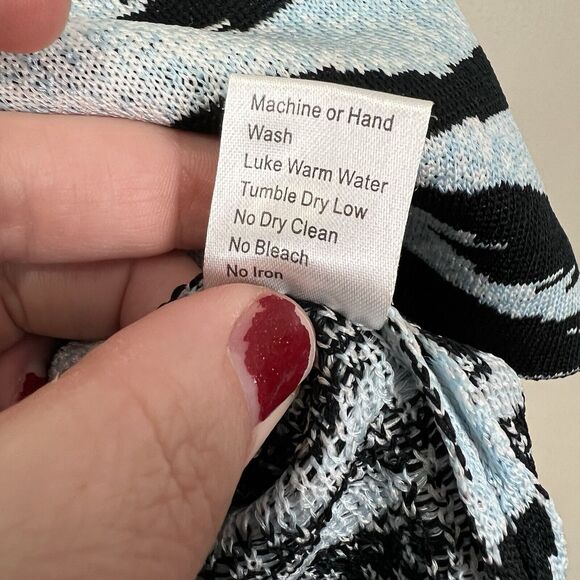 Machine or Hand
Wash
Luke Warm Water
Tumble Dry Low
No Dry Clean
No Bleach
No Iron